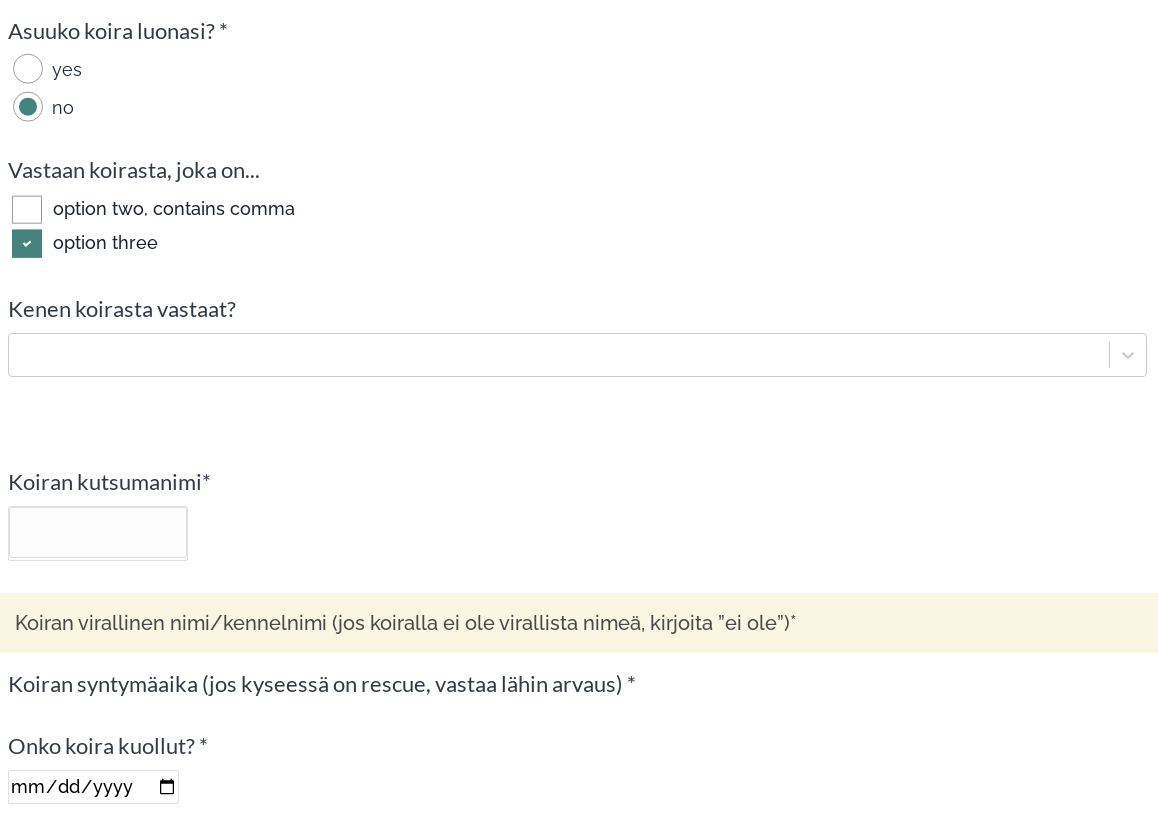 Asuuko koira luonasi? *
yes
no
Vastaan koirasta, joka on...
option two, contains comma
option three
Kenen koirasta vastaat?
Koiran kutsumanimi*
Koiran virallinen nimi/kennelnimi (jos koiralla ei ole virallista nimeä, kirjoita ”ei ole”)*
Koiran syntymäaika (jos kyseessä on rescue, vastaa lähin arvaus) *
Onko koira kuollut? *
mm/dd/yyyy